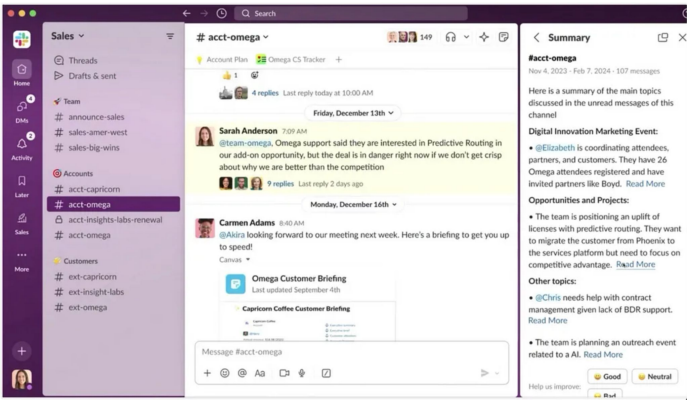 Search
Home
DMs
4
Activity
2
Later
Sales
More
Sales
Threads
Drafts & sent
Team
# announce-sales
# sales-amer-west
# sales-big-wins
Accounts
# acct-capricorn
# acct-omega
acct-insights-labs-renewal
# acct-omega
Customers
# ext-capricorn
# ext-insight-labs
# ext-omega
# acct-omega
149
Account Plan Omega CS Tracker +
1
4 replies Last reply today at 10:00 AM
Friday, December 13th
Sarah Anderson 7:09 AM
@team-omega, Omega support said they are interested in Predictive Routing in
our add-on opportunity, but the deal is in danger right now if we don't get crisp
about why we are better than the competition
9 replies Last reply 2 days ago
Monday, December 16th
Carmen Adams 8:40 AM
@Akira looking forward to our meeting next week. Here's a briefing to get you up
to speed!
Canvas
Omega Customer Briefing
Last updated September 4th
Capricorn Coffee Customer Briefing
Message #acct-omega
+ @ Aa
Summary
#acct-omega
Nov 4, 2023 - Feb 7, 2024 · 107 messages
Here is a summary of the main topics
discussed in the unread messages of this
channel
Digital Innovation Marketing Event:
• @Elizabeth is coordinating attendees,
partners, and customers. They have 26
Omega attendees registered and have
invited partners like Boyd. Read More
Opportunities and Projects:
• The team is positioning an uplift of
licenses with predictive routing. They want
to migrate the customer from Phoenix to
the services platform but need to focus on
competitive advantage. Read More
Other topics:
• @Chris needs help with contract
management given lack of BDR support.
Read More
• The team is planning an outreach event
related to a AI. Read More
Help us improve:
Good
Neutral
Bad